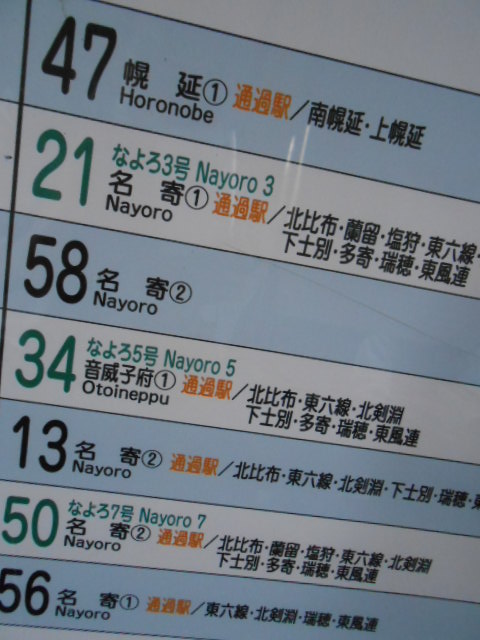 47 幌延① 通過駅/南幌延・上幌延
Horonobe
なよろ3号 Nayoro 3
21 名寄① 通過駅/北比布・蘭留・塩狩・東六線・
Nayoro 下士別・多寄・瑞穂・東風連
58 名寄②
Nayoro
なよろ5号 Nayoro 5
34 音威子府① 通過駅/北比布・東六線・北剣淵
Otoineppu 下士別・多寄・瑞穂・東風連
13 名寄② 通過駅/北比布・東六線・北剣淵・下士別・瑞穂・
Nayoro
なよろ7号 Nayoro 7
50 名寄② 通過駅/北比布・蘭留・塩狩・東六線・北剣淵
Nayoro 下士別・多寄・瑞穂・東風連
56 名寄① 通過駅/東六線・北剣淵・瑞穂・東風連
Nayoro